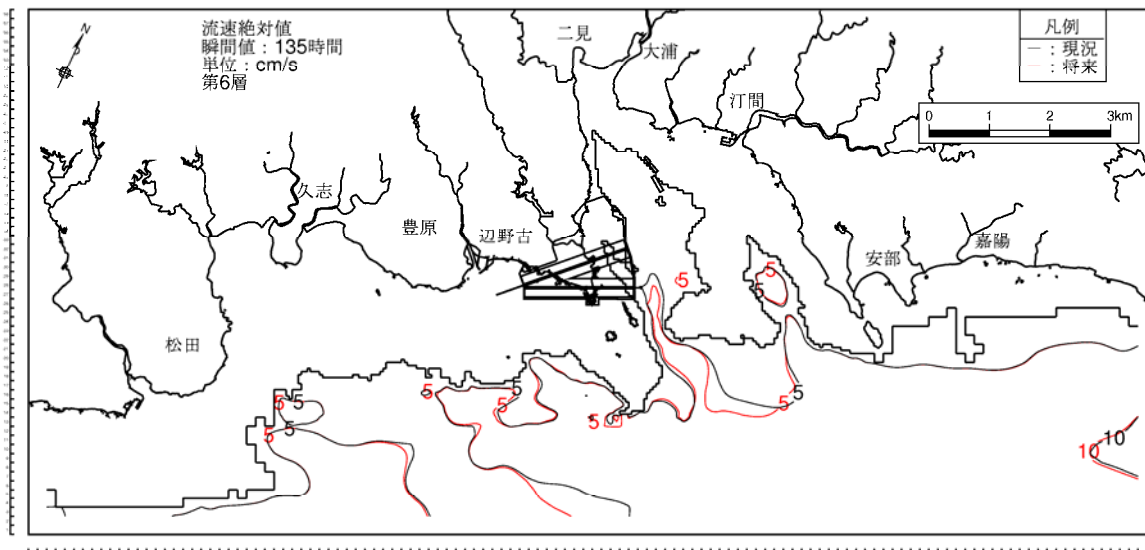 流速絶対値
瞬間値：135時間
単位：cm/s
第6層
N
凡例
―：現況
―：将来
0 1 2 3km
二見
大浦
汀間
久志
豊原
辺野古
安部
嘉陽
松田
5
5
5
5
5
5
5
5
5
5
5
5
5
10
10